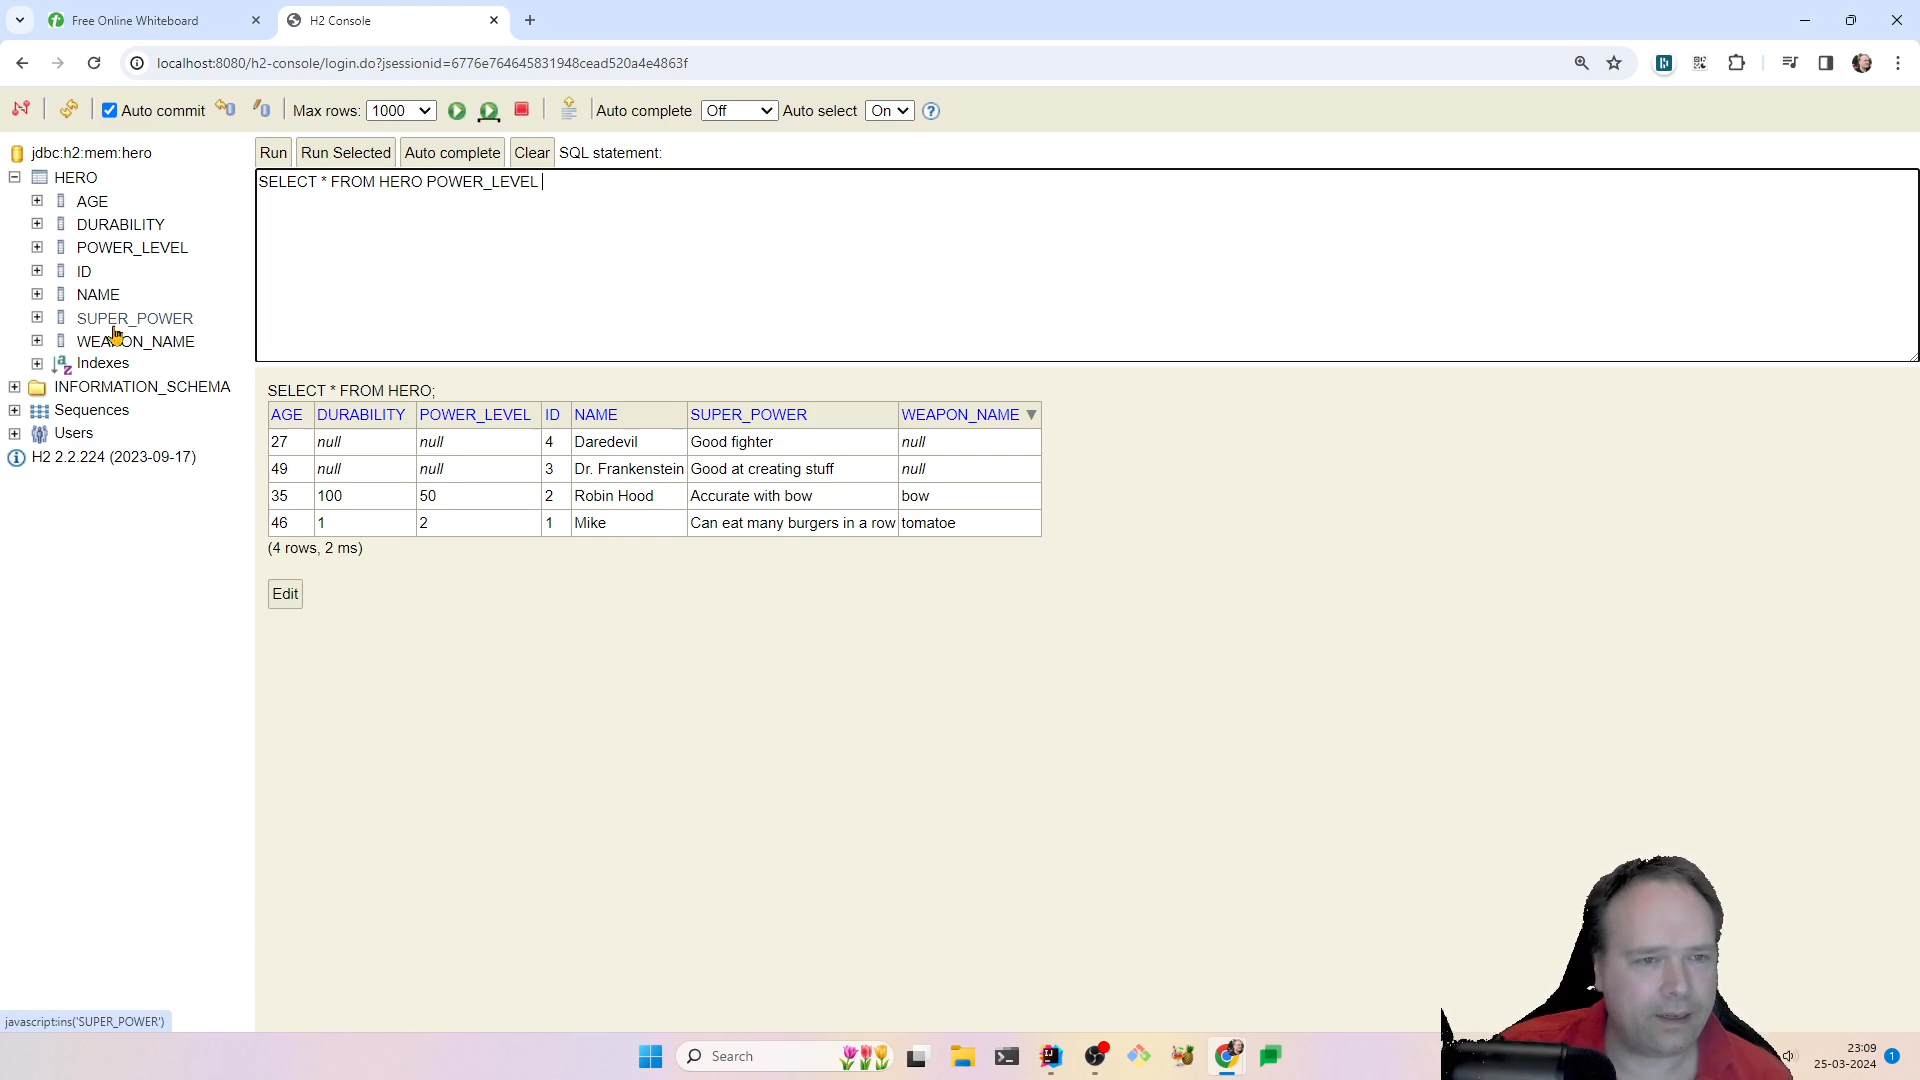 Free Online Whiteboard
H2 Console
localhost:8080/h2-console/login.do?jsessionid=6776e764645831948cead520a4e4863f
Auto commit
Max rows: 1000
Auto complete Off
Auto select On
jdbc:h2:mem:hero
HERO
AGE
DURABILITY
POWER_LEVEL
ID
NAME
SUPER_POWER
WEAPON_NAME
Indexes
INFORMATION_SCHEMA
Sequences
Users
H2 2.2.224 (2023-09-17)
Run Run Selected Auto complete Clear SQL statement:
SELECT * FROM HERO POWER_LEVEL
SELECT * FROM HERO;
AGE DURABILITY POWER_LEVEL ID NAME SUPER_POWER WEAPON_NAME
27 null null 4 Daredevil Good fighter null
49 null null 3 Dr. Frankenstein Good at creating stuff null
35 100 50 2 Robin Hood Accurate with bow bow
46 1 2 1 Mike Can eat many burgers in a row tomatoe
(4 rows, 2 ms)
Edit
javascript:ins('SUPER_POWER')
Search
23:09
25-03-2024
1